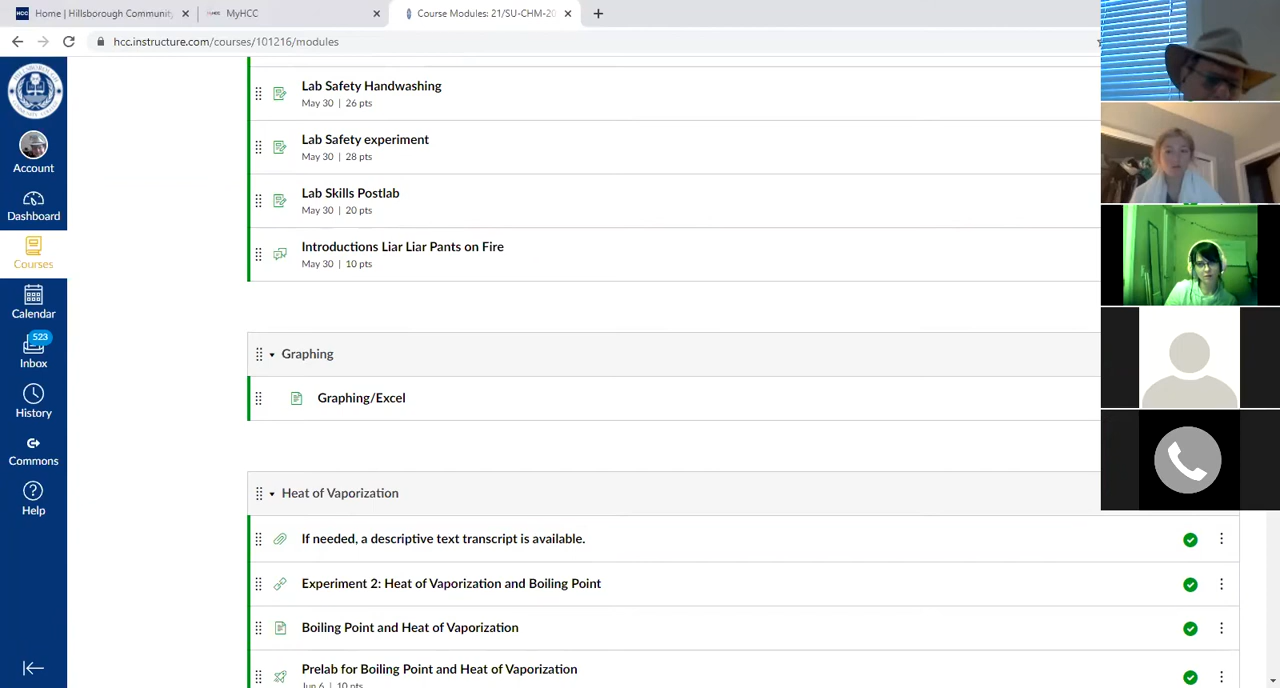 Home | Hillsborough Community
MyHCC
Course Modules: 21/SU-CHM-20
hcc.instructure.com/courses/101216/modules
Account
Dashboard
Courses
Calendar
523
Inbox
History
Commons
Help
Lab Safety Handwashing
May 30 | 26 pts
Lab Safety experiment
May 30 | 28 pts
Lab Skills Postlab
May 30 | 20 pts
Introductions Liar Liar Pants on Fire
May 30 | 10 pts
Graphing
Graphing/Excel
Heat of Vaporization
If needed, a descriptive text transcript is available.
Experiment 2: Heat of Vaporization and Boiling Point
Boiling Point and Heat of Vaporization
Prelab for Boiling Point and Heat of Vaporization
Jun 6 | 10 pts